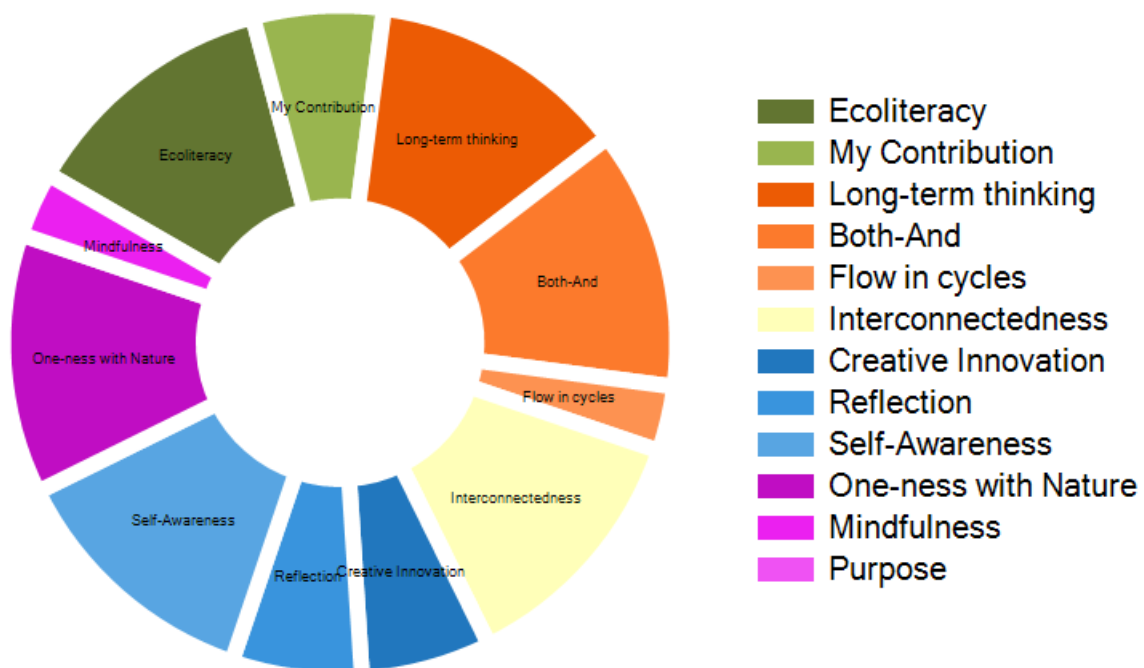 My Contribution
Long-term thinking
Ecoliteracy
Mindfulness
Both-And
One-ness with Nature
Flow in cycles
Interconnectedness
Self-Awareness
Reflection
Creative Innovation
Ecoliteracy
My Contribution
Long-term thinking
Both-And
Flow in cycles
Interconnectedness
Creative Innovation
Reflection
Self-Awareness
One-ness with Nature
Mindfulness
Purpose